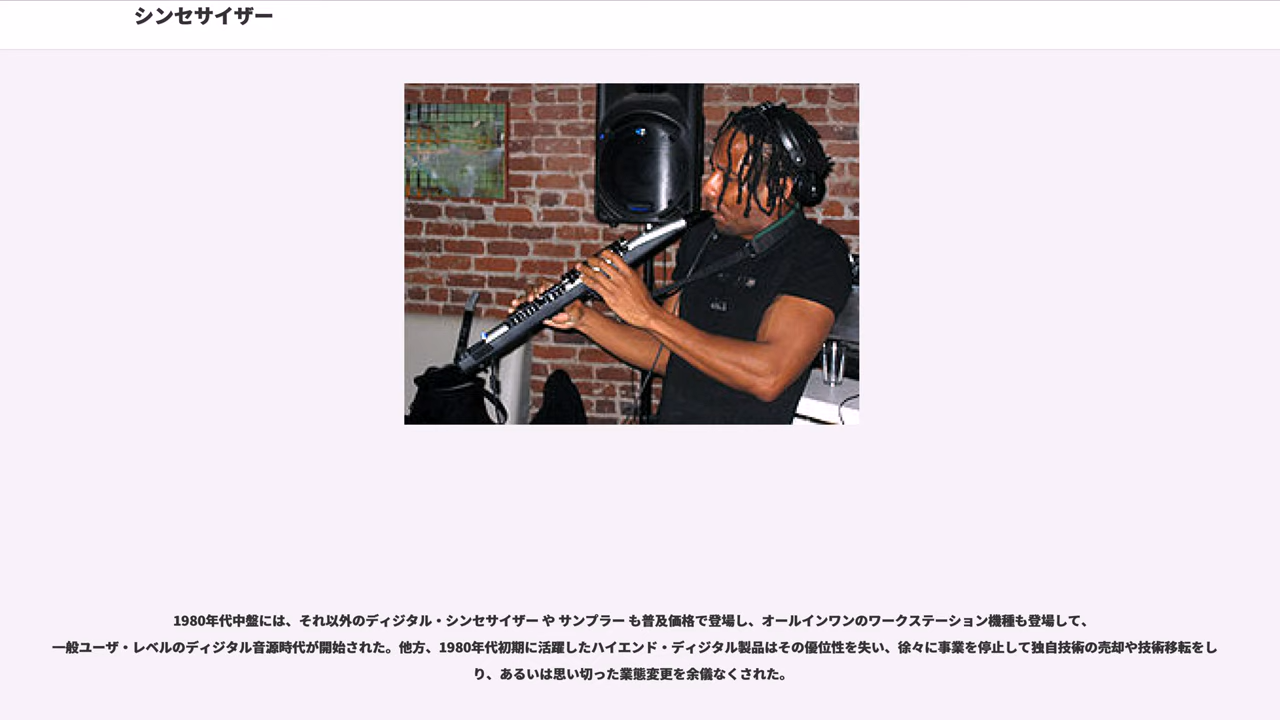 シンセサイザー
1980年代中盤には、それ以外のディジタル・シンセサイザー や サンプラー も普及価格で登場し、オールインワンのワークステーション機種も登場して、
一般ユーザ・レベルのディジタル音源時代が開始された。他方、1980年代初期に活躍したハイエンド・ディジタル製品はその優位性を失い、徐々に事業を停止して独自技術の売却や技術移転をし
り、あるいは思い切った業態変更を余儀なくされた。